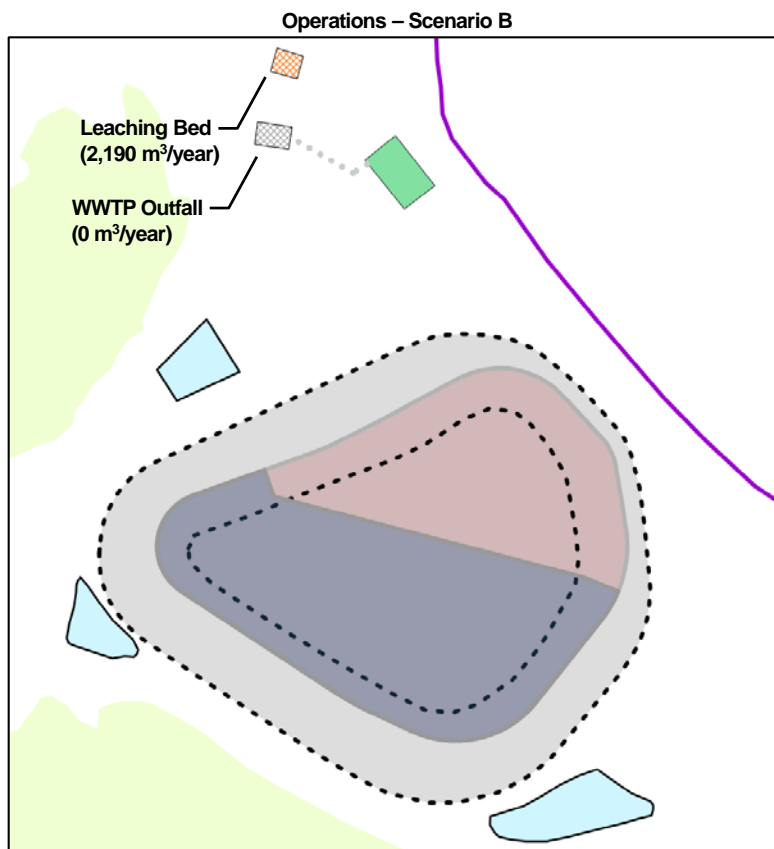 Operations – Scenario B
Leaching Bed
(2,190 m³/year)
WWTP Outfall
(0 m³/year)